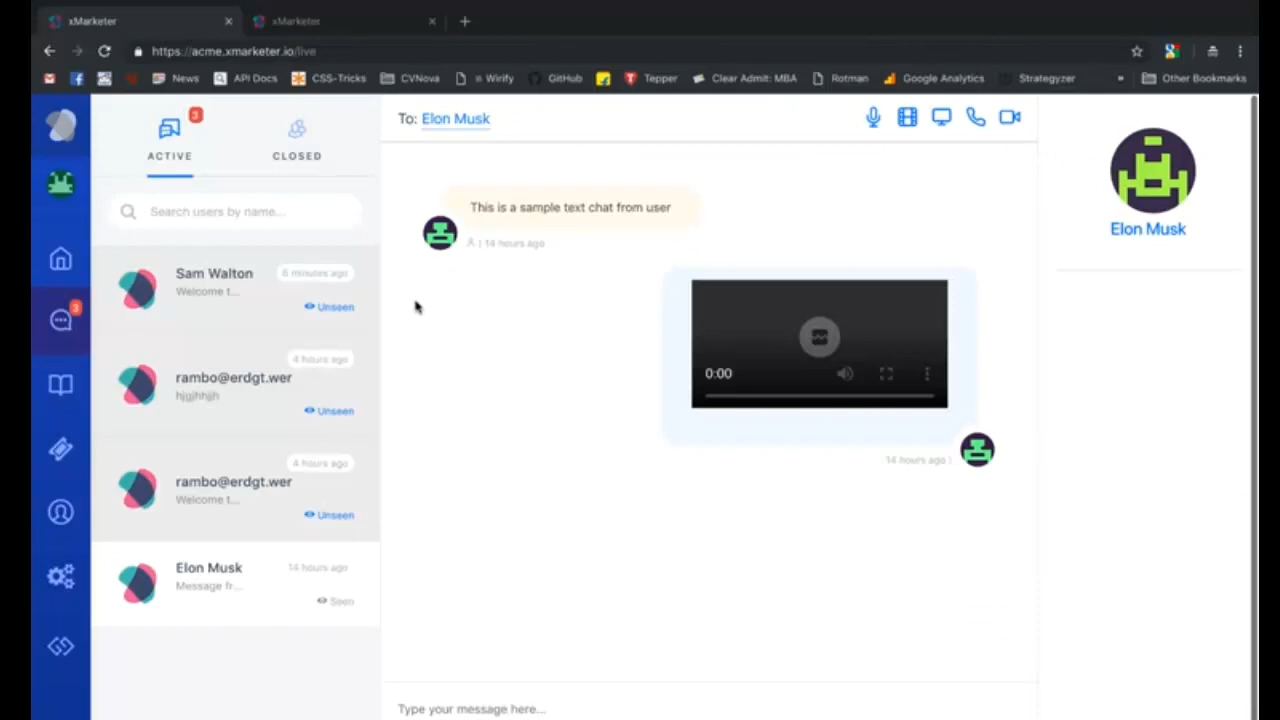 xMarketer
xMarketer
https://acme.xmarketer.io/live
News
API Docs
CSS-Tricks
CVNova
Wirify
GitHub
Tepper
Clear Admit: MBA
Rotman
Google Analytics
Strategyzer
»
Other Bookmarks
3
ACTIVE
CLOSED
Search users by name...
3
Sam Walton
6 minutes ago
Welcome t...
Unseen
4 hours ago
rambo@erdgt.wer
hjgjhhjjh
Unseen
4 hours ago
rambo@erdgt.wer
Welcome t...
Unseen
Elon Musk
14 hours ago
Message fr...
Seen
To: Elon Musk
This is a sample text chat from user
| 14 hours ago
0:00
14 hours ago |
Type your message here...
Elon Musk